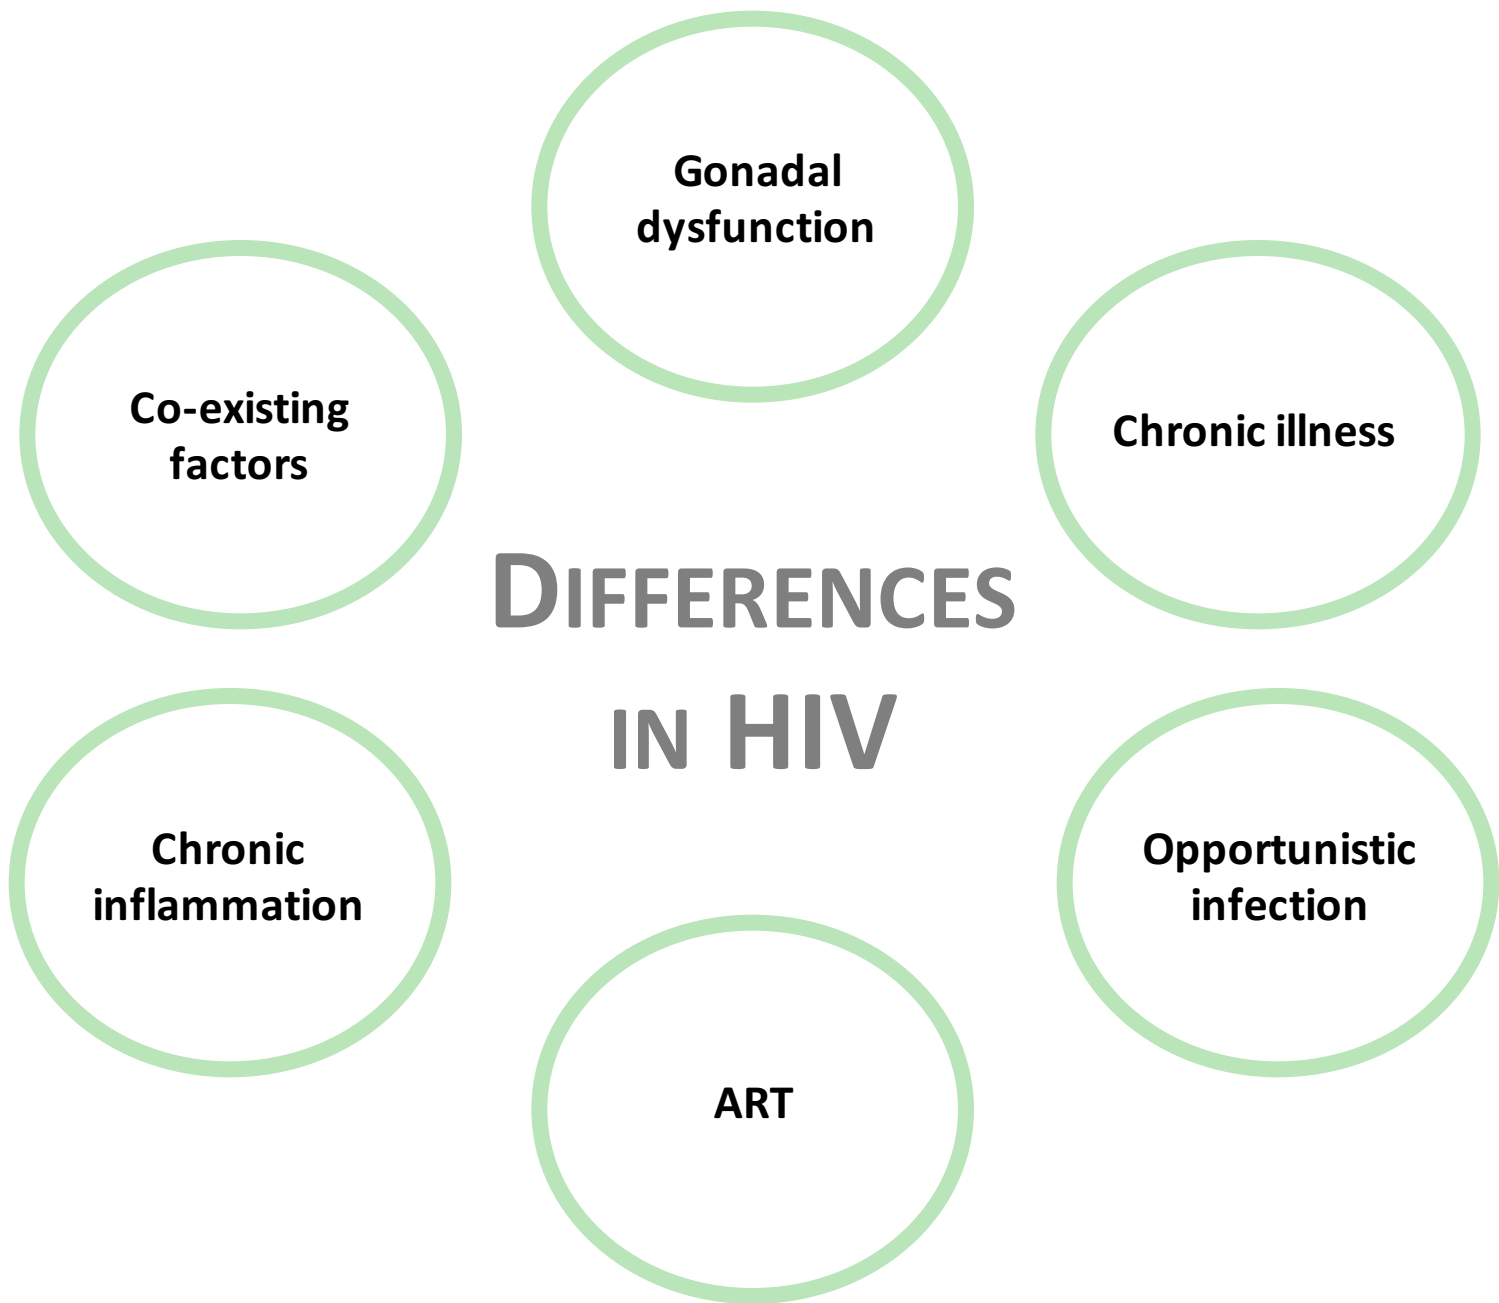 Gonadal
dysfunction
Co-existing
factors
Chronic illness
DIFFERENCES
IN HIV
Chronic
inflammation
Opportunistic
infection
ART